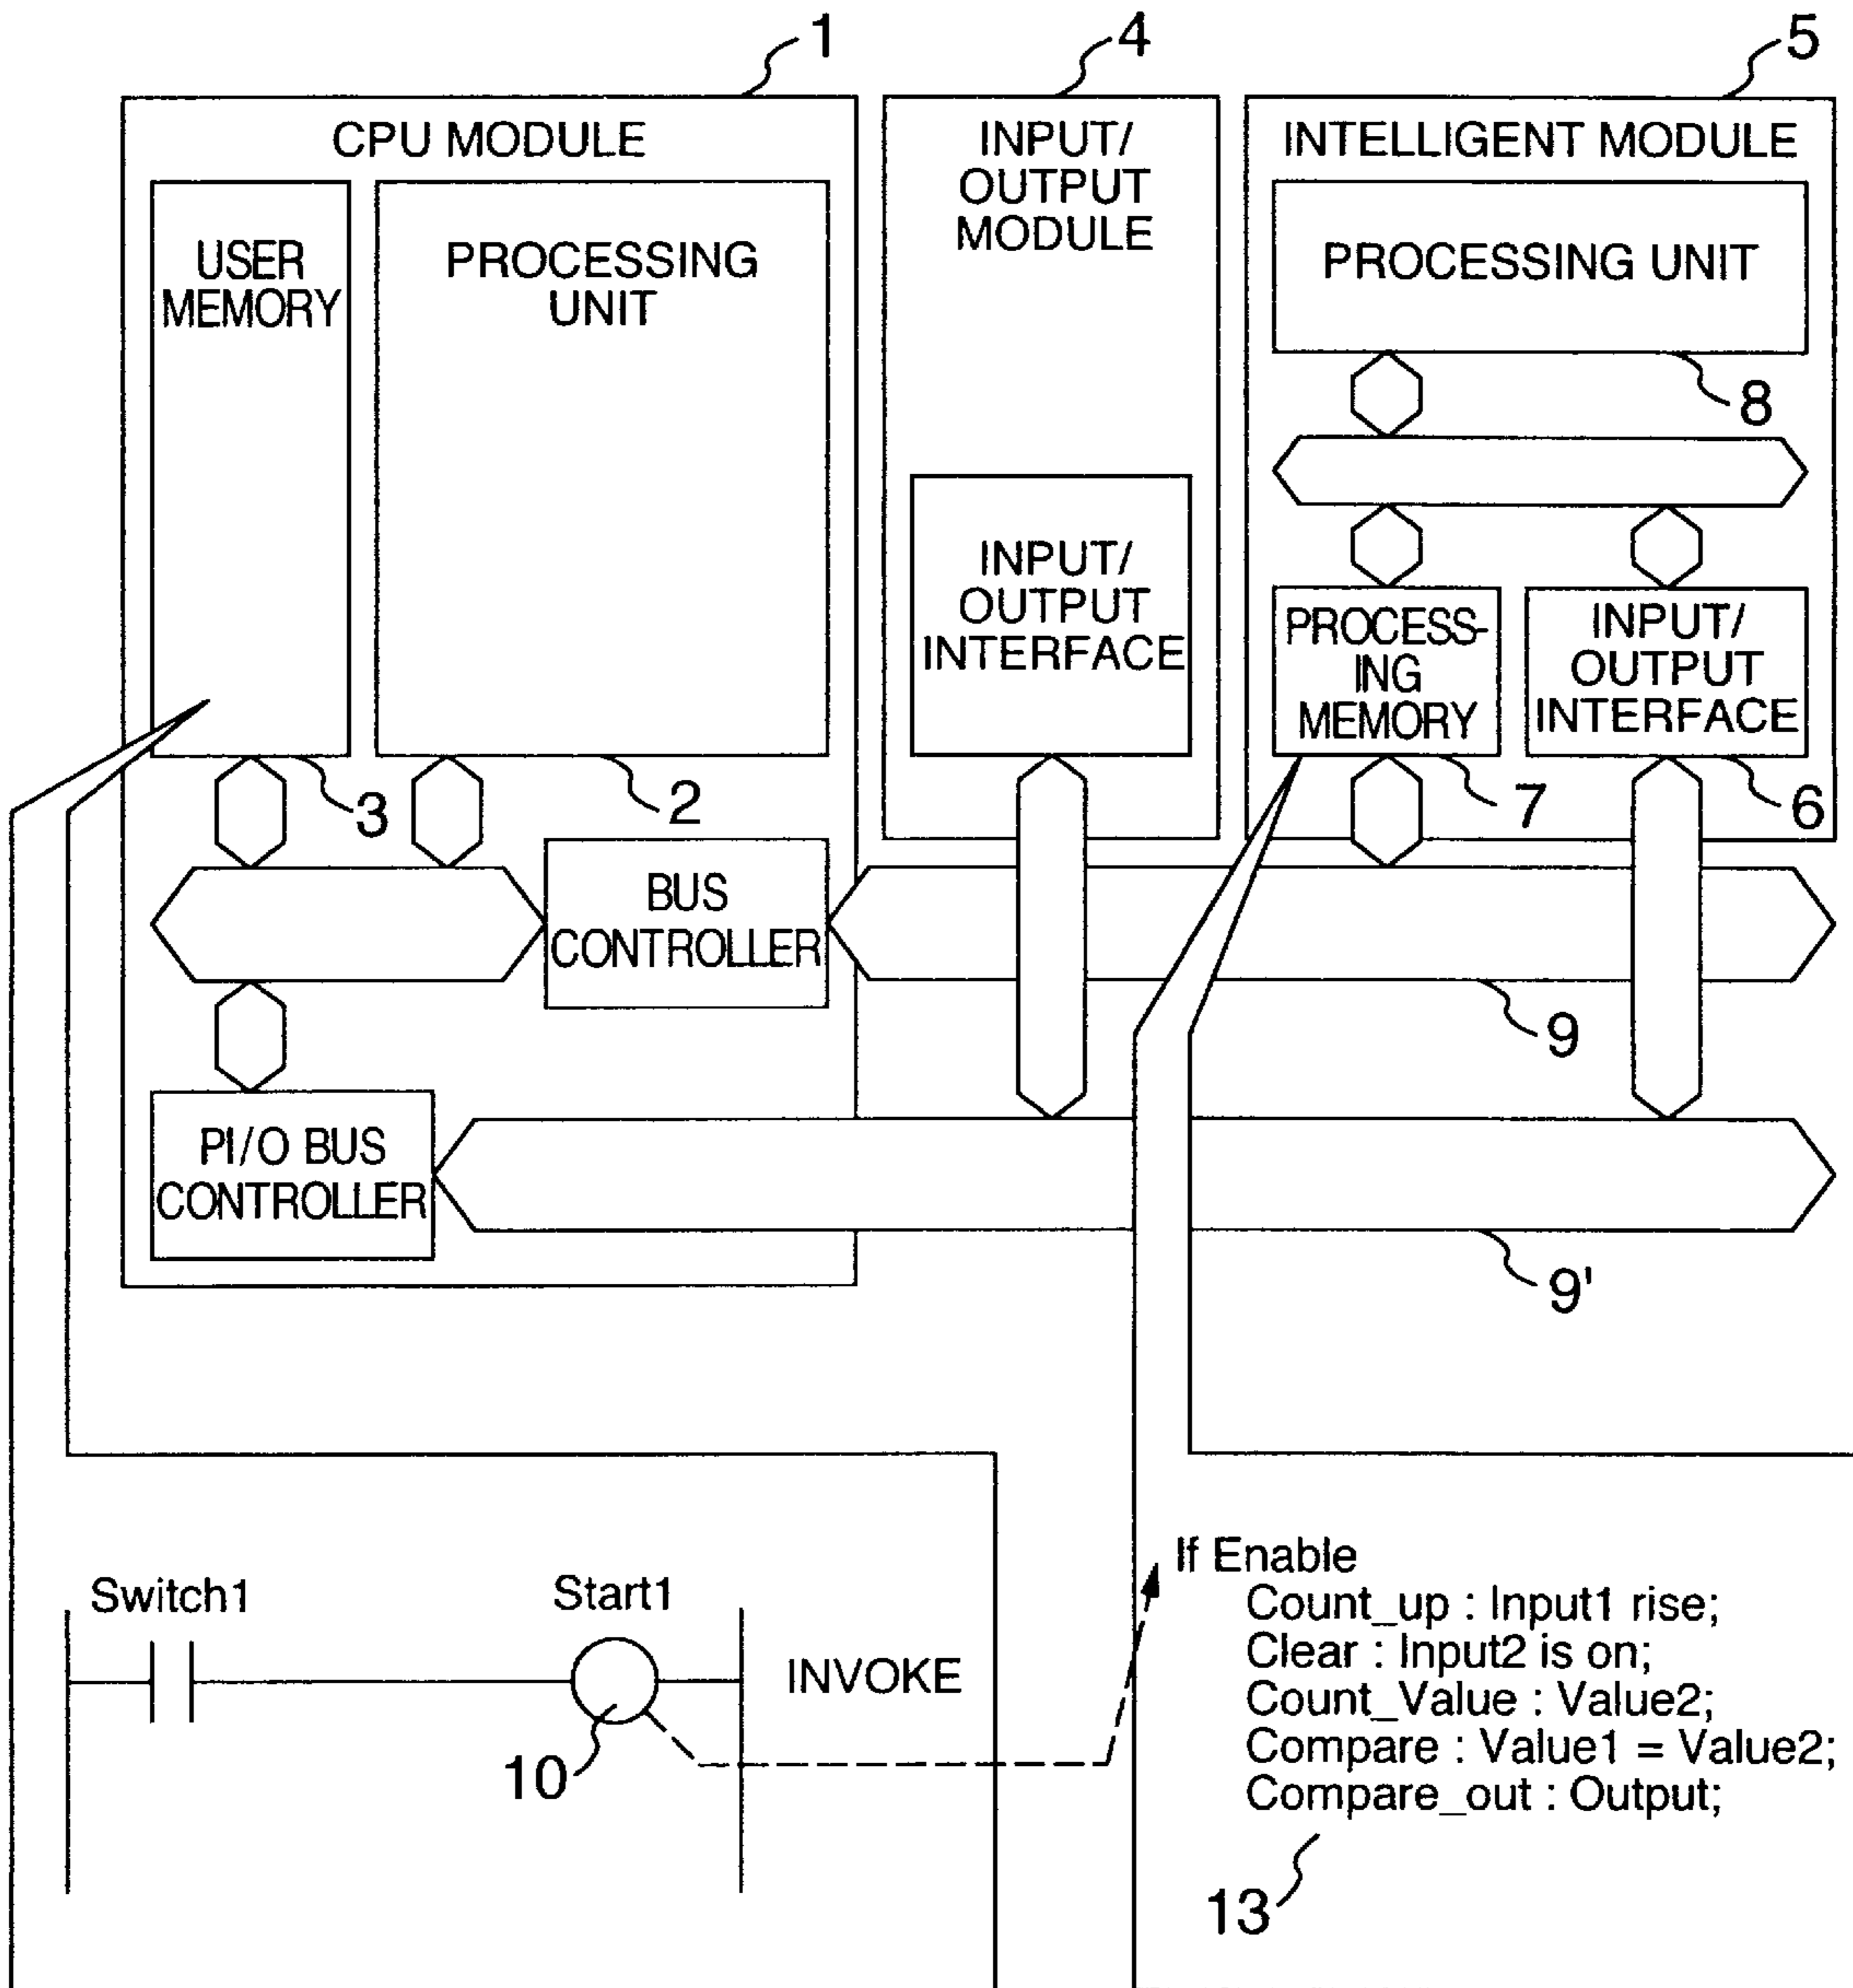 1
4
5
CPU MODULE
USER
MEMORY
PROCESSING
UNIT
3
2
BUS
CONTROLLER
PI/O BUS
CONTROLLER
INPUT/
OUTPUT
MODULE
INPUT/
OUTPUT
INTERFACE
INTELLIGENT MODULE
PROCESSING UNIT
8
PROCESS-
ING
MEMORY
INPUT/
OUTPUT
INTERFACE
7
6
9
9'
Switch1
Start1
INVOKE
10
If Enable
Count_up : Input1 rise;
Clear : Input2 is on;
Count_Value : Value2;
Compare : Value1 = Value2;
Compare_out : Output;
13